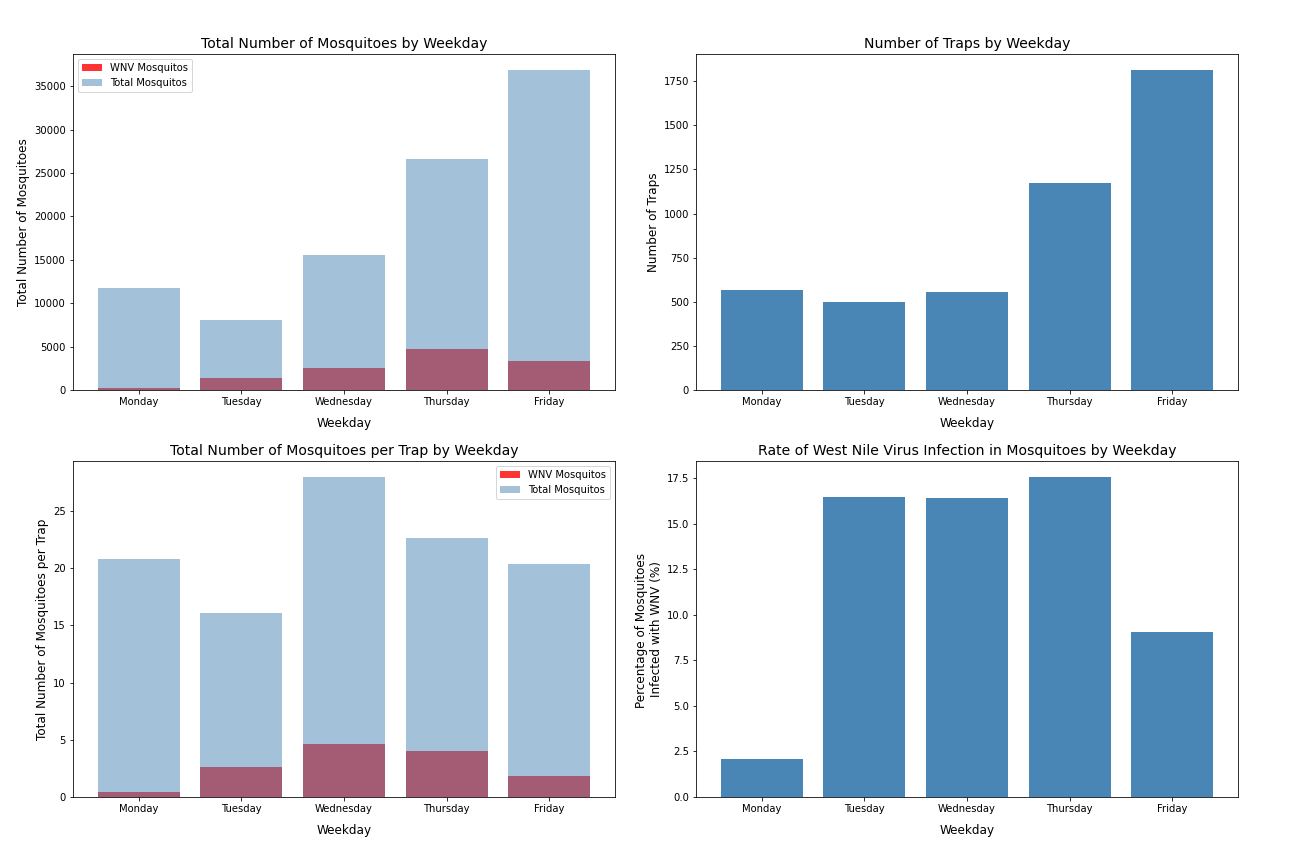 Total Number of Mosquitoes by Weekday
WNV Mosquitos
Total Mosquitos
Total Number of Mosquitoes
35000
30000
25000
20000
15000
10000
5000
0
Monday Tuesday Wednesday Thursday Friday
Weekday
Number of Traps by Weekday
Number of Traps
1750
1500
1250
1000
750
500
250
0
Monday Tuesday Wednesday Thursday Friday
Weekday
Total Number of Mosquitoes per Trap by Weekday
WNV Mosquitos
Total Mosquitos
Total Number of Mosquitoes per Trap
25
20
15
10
5
0
Monday Tuesday Wednesday Thursday Friday
Weekday
Rate of West Nile Virus Infection in Mosquitoes by Weekday
Percentage of Mosquitoes
Infected with WNV (%)
17.5
15.0
12.5
10.0
7.5
5.0
2.5
0.0
Monday Tuesday Wednesday Thursday Friday
Weekday